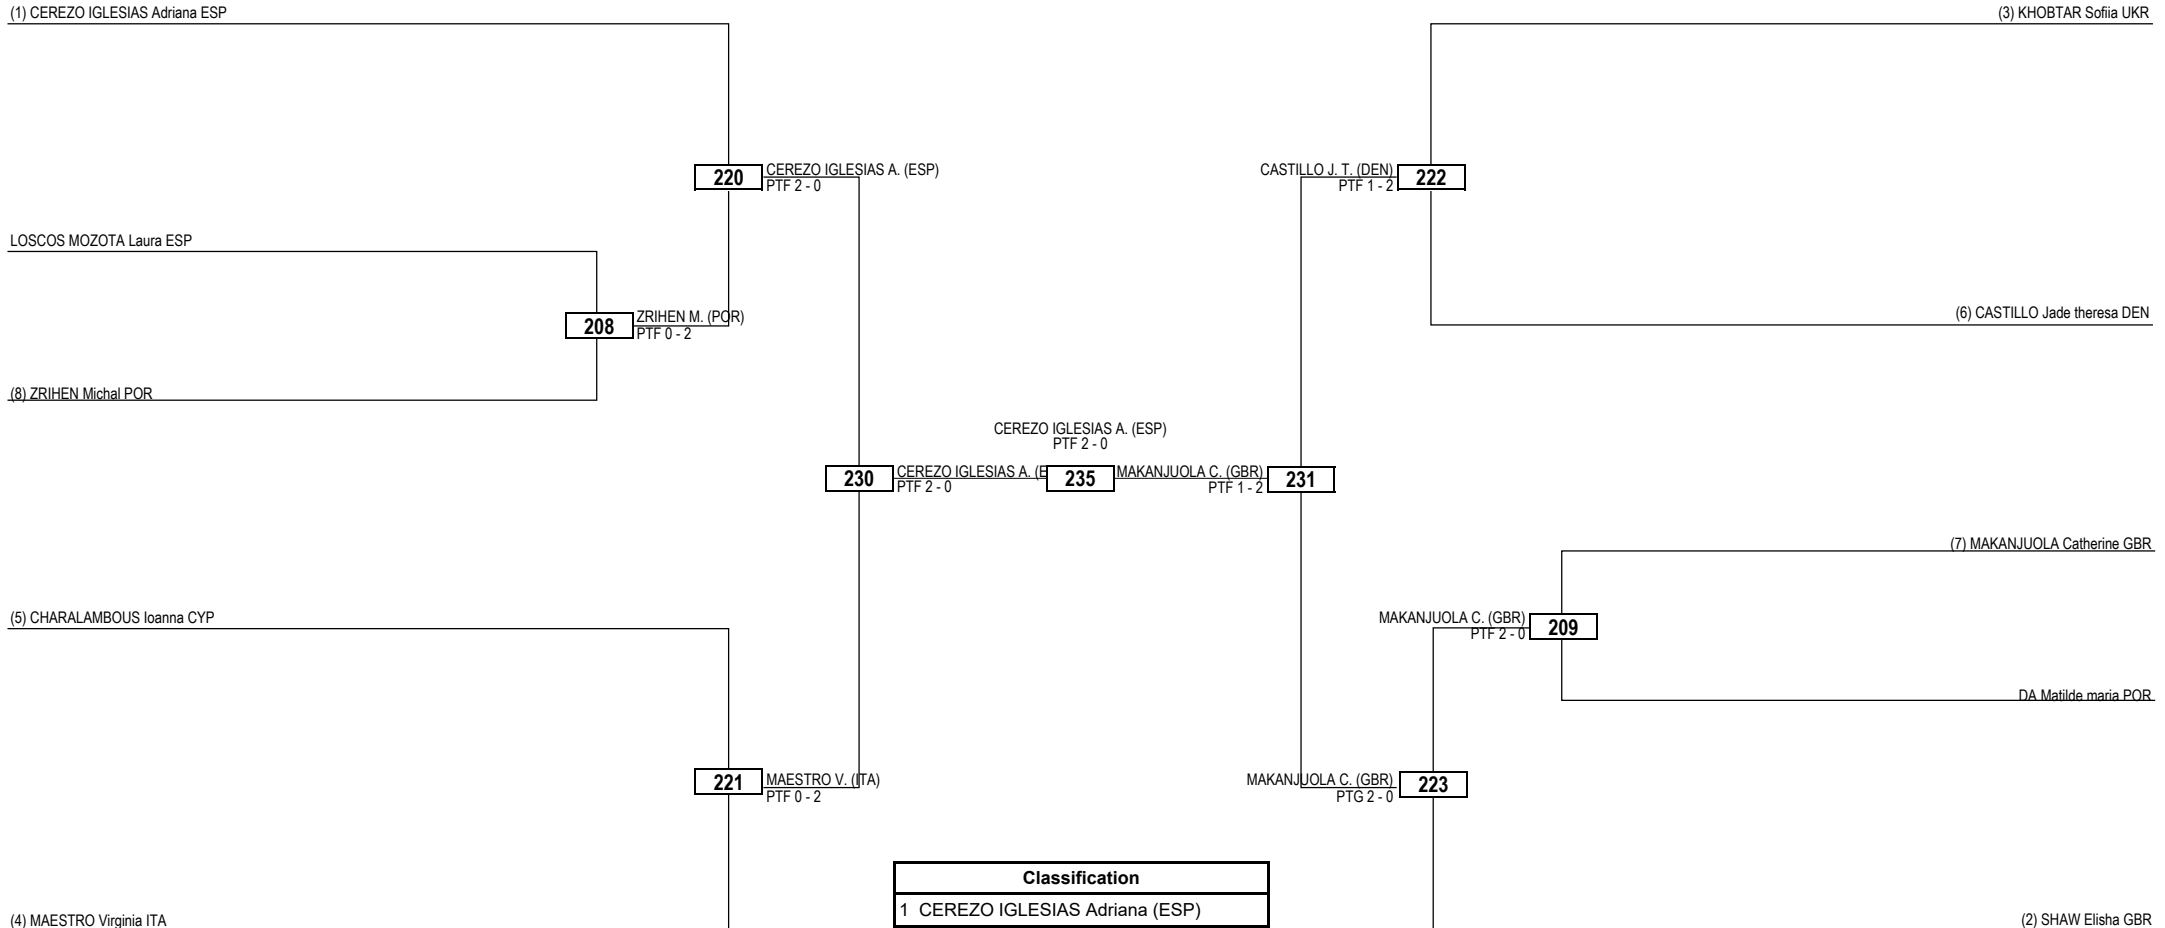 (1) CEREZO IGLESIAS Adriana ESP
(3) KHOBTAR Sofiia UKR
220
CEREZO IGLESIAS A. (ESP)
PTF 2 - 0
CASTILLO J. T. (DEN)
PTF 1 - 2
222
LOSCOS MOZOTA Laura ESP
208
ZRIHEN M. (POR)
PTF 0 - 2
(6) CASTILLO Jade theresa DEN
(8) ZRIHEN Michal POR
CEREZO IGLESIAS A. (ESP)
PTF 2 - 0
230
CEREZO IGLESIAS A. (E
PTF 2 - 0
235
MAKANJUOLA C. (GBR)
PTF 1 - 2
231
(7) MAKANJUOLA Catherine GBR
(5) CHARALAMBOUS Ioanna CYP
MAKANJUOLA C. (GBR)
PTF 2 - 0
209
DA Matilde maria POR
221
MAESTRO V. (ITA)
PTF 0 - 2
MAKANJUOLA C. (GBR)
PTG 2 - 0
223
Classification
1 CEREZO IGLESIAS Adriana (ESP)
(4) MAESTRO Virginia ITA
(2) SHAW Elisha GBR